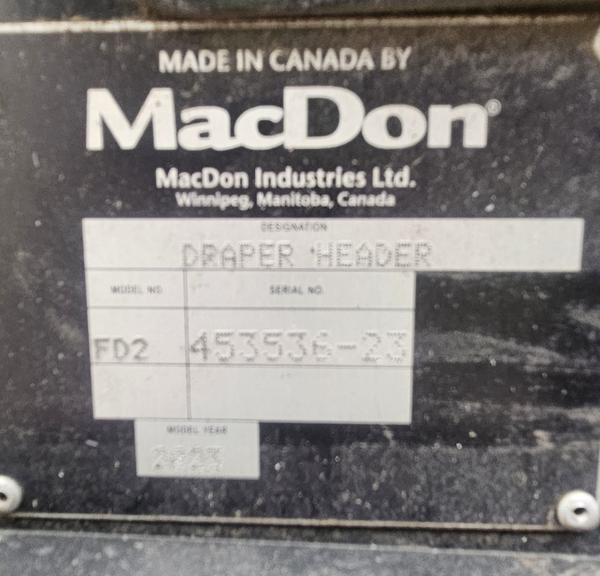 MADE IN CANADA BY
MacDon®
MacDon Industries Ltd.
Winnipeg, Manitoba, Canada
DESIGNATION
DRAPER HEADER
MODEL NO. SERIAL NO.
FD2 453536-23
MODEL YEAR
2023